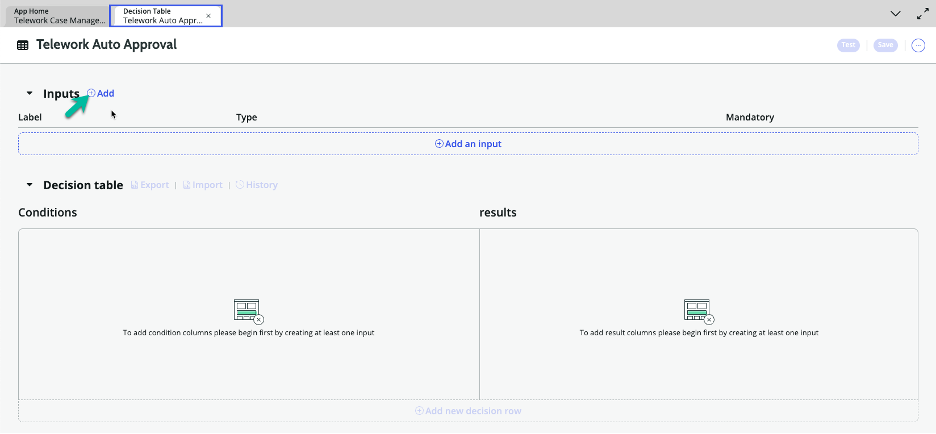 App Home
Telework Case Manage...
Decision Table
Telework Auto Appr...
Telework Auto Approval
Test
Save
Inputs
Add
Label
Type
Mandatory
Add an input
Decision table
Export | Import | History
Conditions
results
To add condition columns please begin first by creating at least one input
To add result columns please begin first by creating at least one input
Add new decision row